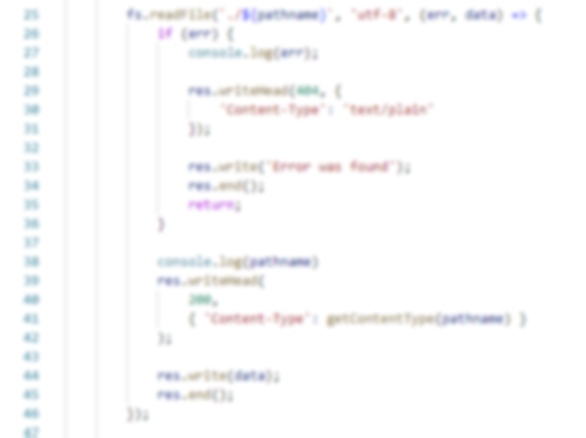 25 fs.readFile(`./${pathname}`, 'utf-8', (err, data) => {
26 if (err) {
27 console.log(err);
28
29 res.writeHead(404, {
30 'Content-Type': 'text/plain'
31 });
32
33 res.write('Error was found');
34 res.end();
35 return;
36 }
37
38 console.log(pathname)
39 res.writeHead(
40 200,
41 { 'Content-Type': getContentType(pathname) }
42 );
43
44 res.write(data);
45 res.end();
46 });
47